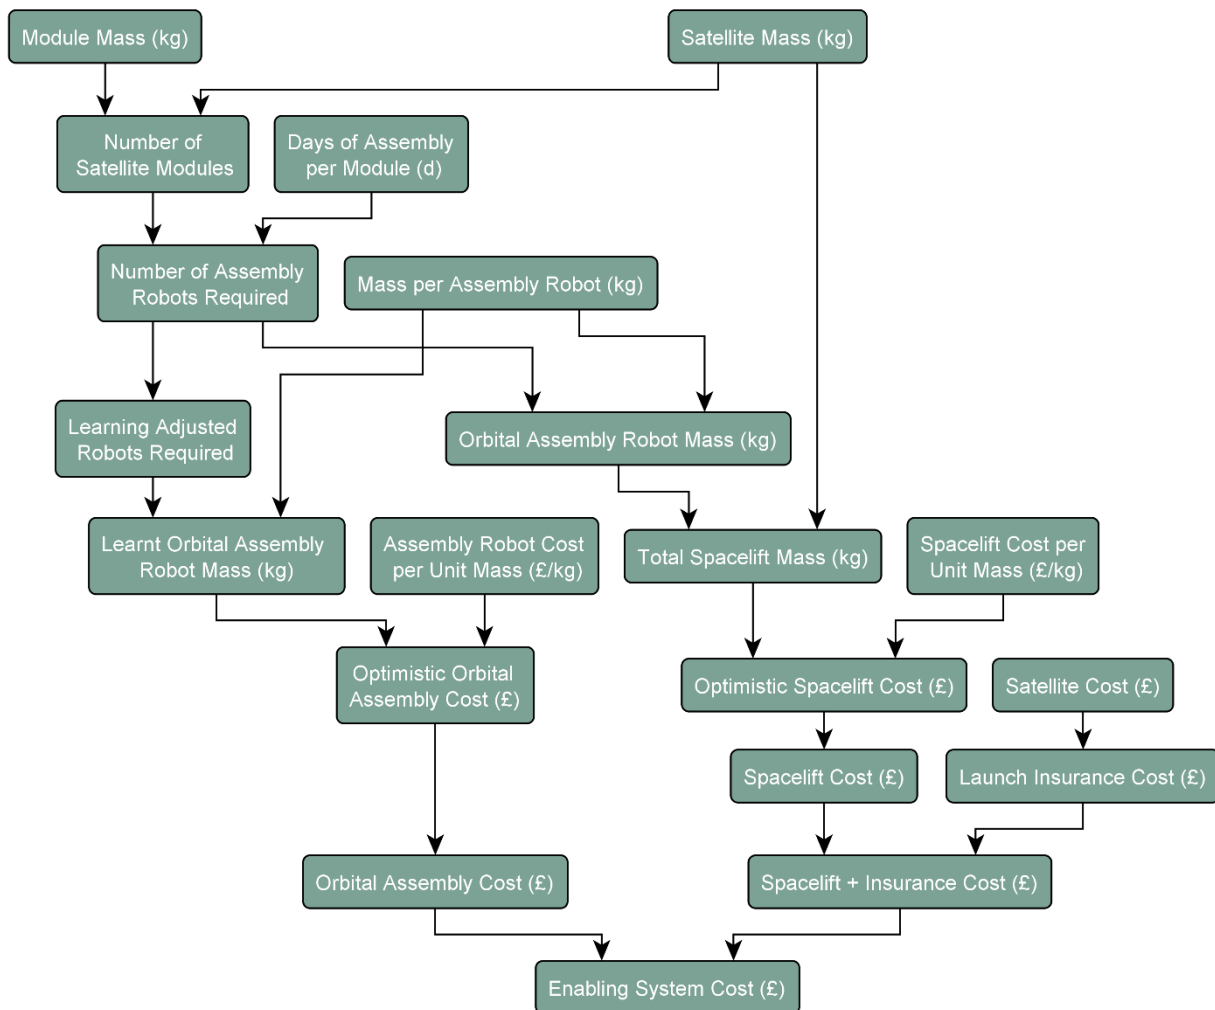 Module Mass (kg)
Satellite Mass (kg)
Number of
Satellite Modules
Days of Assembly
per Module (d)
Number of Assembly
Robots Required
Mass per Assembly Robot (kg)
Learning Adjusted
Robots Required
Orbital Assembly Robot Mass (kg)
Learnt Orbital Assembly
Robot Mass (kg)
Assembly Robot Cost
per Unit Mass (£/kg)
Total Spacelift Mass (kg)
Spacelift Cost per
Unit Mass (£/kg)
Optimistic Orbital
Assembly Cost (£)
Optimistic Spacelift Cost (£)
Satellite Cost (£)
Spacelift Cost (£)
Launch Insurance Cost (£)
Orbital Assembly Cost (£)
Spacelift + Insurance Cost (£)
Enabling System Cost (£)